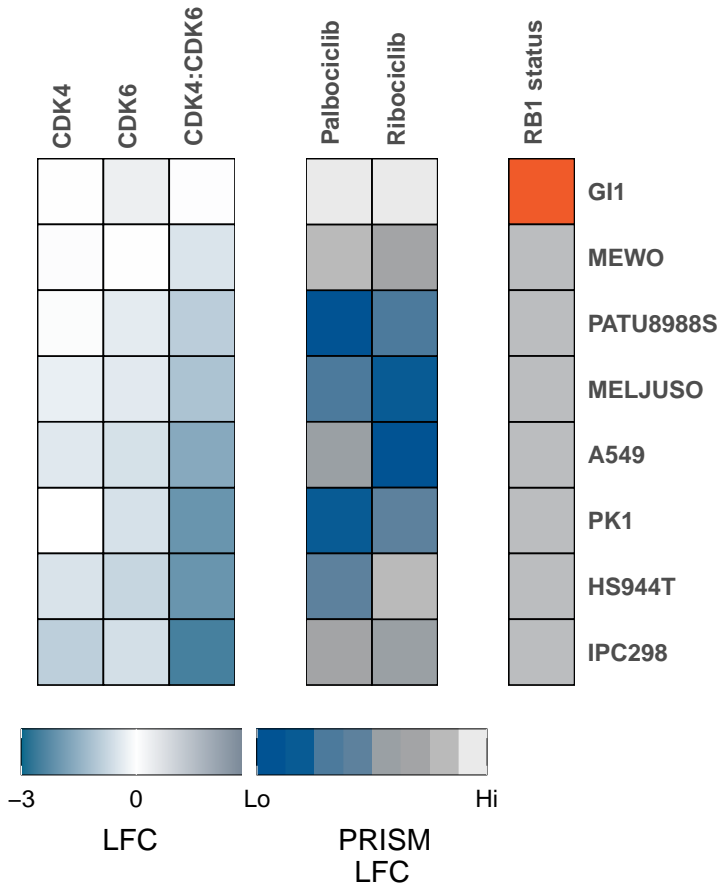 CDK4
CDK6
CDK4:CDK6
Palbociclib
Ribociclib
RB1 status
GI1
MEWO
PATU8988S
MELJUSO
A549
PK1
HS944T
IPC298
−3
0
Lo
Hi
LFC
PRISM
LFC